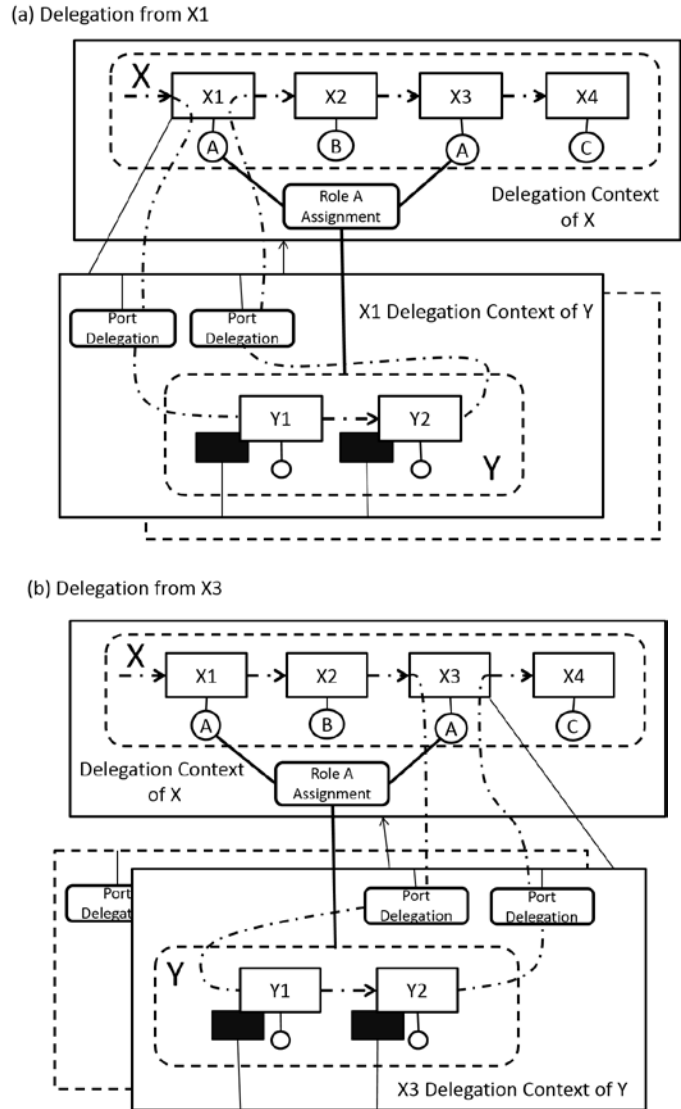 (a) Delegation from X1
X
X1
X2
X3
X4
A
B
A
C
Role A
Assignment
Delegation Context
of X
X1 Delegation Context of Y
Port
Delegation
Port
Delegation
Y1
Y2
Y
(b) Delegation from X3
X
X1
X2
X3
X4
A
B
A
C
Delegation Context
of X
Role A
Assignment
Port
Port
Delegation
Port
Delegation
Y
Y1
Y2
X3 Delegation Context of Y